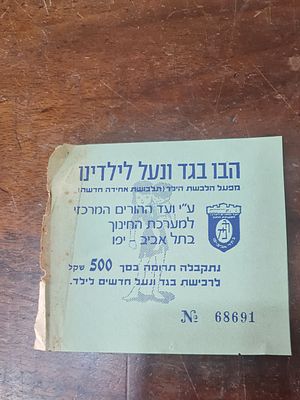 הבו בגד ונעל לילדינו
מפעל הלבשת הילד (תלבושת אחידה חדשה)
ע״י ועד ההורים המרכזי
למערכת החינוך
בתל אביב - יפו
נתקבלה תרומה בסך 500 שקל
לרכישת בגד ונעל חדשים לילד.
№ 68691